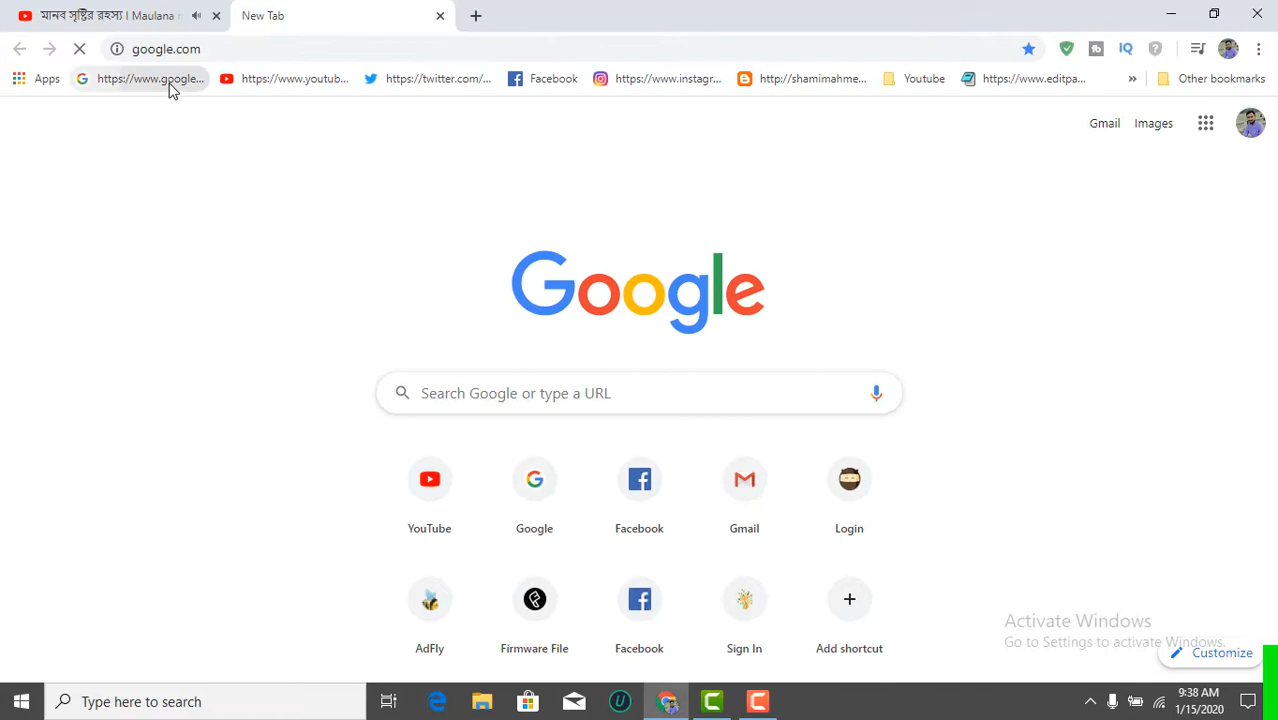 মানব সৃষ্টির রহস্য । Maulana
New Tab
google.com
Apps
https://www.google...
https://www.youtub...
https://twitter.com/...
Facebook
https://www.instagr...
http://shamimahme...
Youtube
https://www.editpa...
»
Other bookmarks
Gmail
Images
Google
Search Google or type a URL
YouTube
Google
Facebook
Gmail
Login
AdFly
Firmware File
Facebook
Sign In
Add shortcut
Activate Windows
Go to Settings to activate Windows.
Customize
Type here to search
9:38 AM
1/15/2020